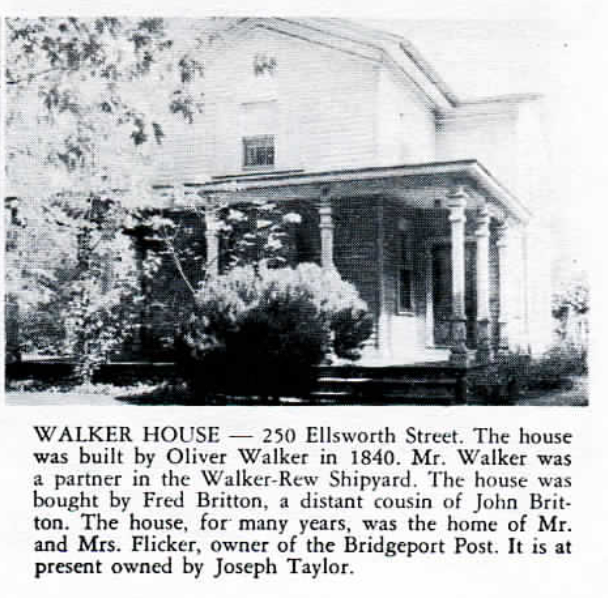 WALKER HOUSE — 250 Ellsworth Street. The house
was built by Oliver Walker in 1840. Mr. Walker was
a partner in the Walker-Rew Shipyard. The house was
bought by Fred Britton, a distant cousin of John Brit-
ton. The house, for many years, was the home of Mr.
and Mrs. Flicker, owner of the Bridgeport Post. It is at
present owned by Joseph Taylor.